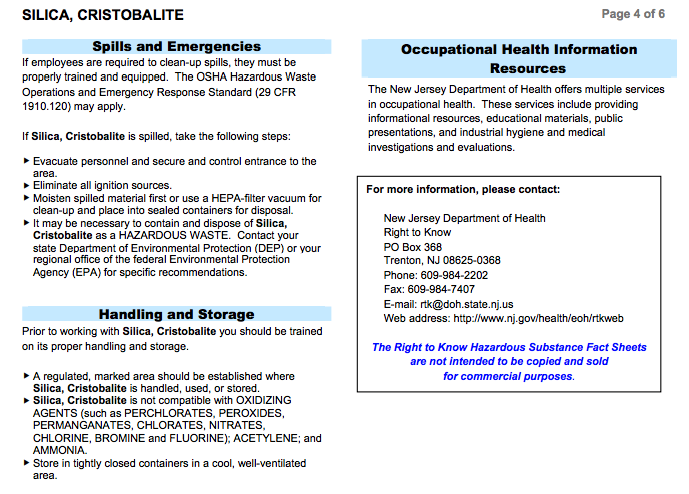 SILICA, CRISTOBALITE
Page 4 of 6
Spills and Emergencies
If employees are required to clean-up spills, they must be
properly trained and equipped.  The OSHA Hazardous Waste
Operations and Emergency Response Standard (29 CFR
1910.120) may apply.
If Silica, Cristobalite is spilled, take the following steps:
► Evacuate personnel and secure and control entrance to the
area.
► Eliminate all ignition sources.
► Moisten spilled material first or use a HEPA-filter vacuum for
clean-up and place into sealed containers for disposal.
► It may be necessary to contain and dispose of Silica,
Cristobalite as a HAZARDOUS WASTE.  Contact your
state Department of Environmental Protection (DEP) or your
regional office of the federal Environmental Protection
Agency (EPA) for specific recommendations.
Handling and Storage
Prior to working with Silica, Cristobalite you should be trained
on its proper handling and storage.
► A regulated, marked area should be established where
Silica, Cristobalite is handled, used, or stored.
► Silica, Cristobalite is not compatible with OXIDIZING
AGENTS (such as PERCHLORATES, PEROXIDES,
PERMANGANATES, CHLORATES, NITRATES,
CHLORINE, BROMINE and FLUORINE); ACETYLENE; and
AMMONIA.
► Store in tightly closed containers in a cool, well-ventilated
area.
Occupational Health Information
Resources
The New Jersey Department of Health offers multiple services
in occupational health.  These services include providing
informational resources, educational materials, public
presentations, and industrial hygiene and medical
investigations and evaluations.
For more information, please contact:
New Jersey Department of Health
Right to Know
PO Box 368
Trenton, NJ 08625-0368
Phone: 609-984-2202
Fax: 609-984-7407
E-mail: rtk@doh.state.nj.us
Web address: http://www.nj.gov/health/eoh/rtkweb
The Right to Know Hazardous Substance Fact Sheets
are not intended to be copied and sold
for commercial purposes.